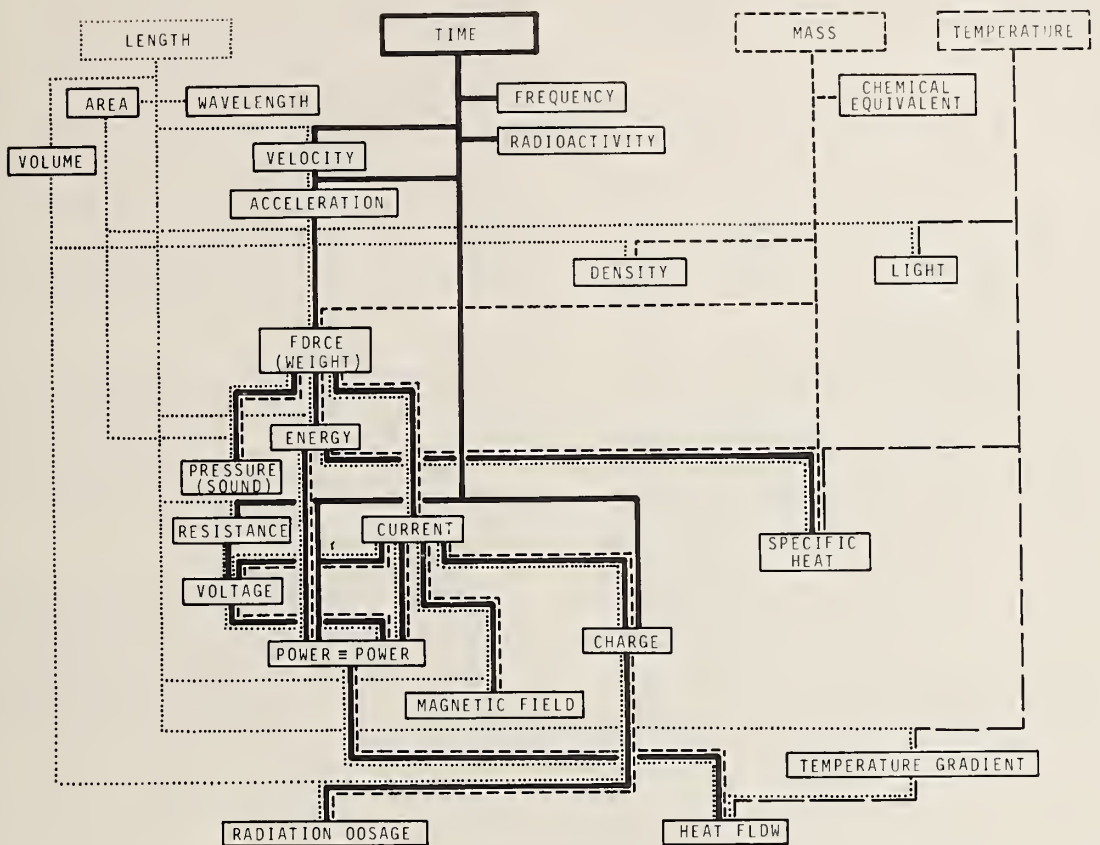 LENGTH
TIME
MASS
TEMPERATURE
AREA
WAVELENGTH
FREQUENCY
CHEMICAL
EQUIVALENT
VOLUME
VELOCITY
RADIOACTIVITY
ACCELERATION
DENSITY
LIGHT
FDRCE
(WEIGHT)
ENERGY
PRESSURE
(SOUND)
RESISTANCE
CURRENT
SPECIFIC
HEAT
VOLTAGE
POWER ≡ POWER
CHARGE
MAGNETIC FIELD
TEMPERATURE GRADIENT
RADIATION OOSAGE
HEAT FLOW